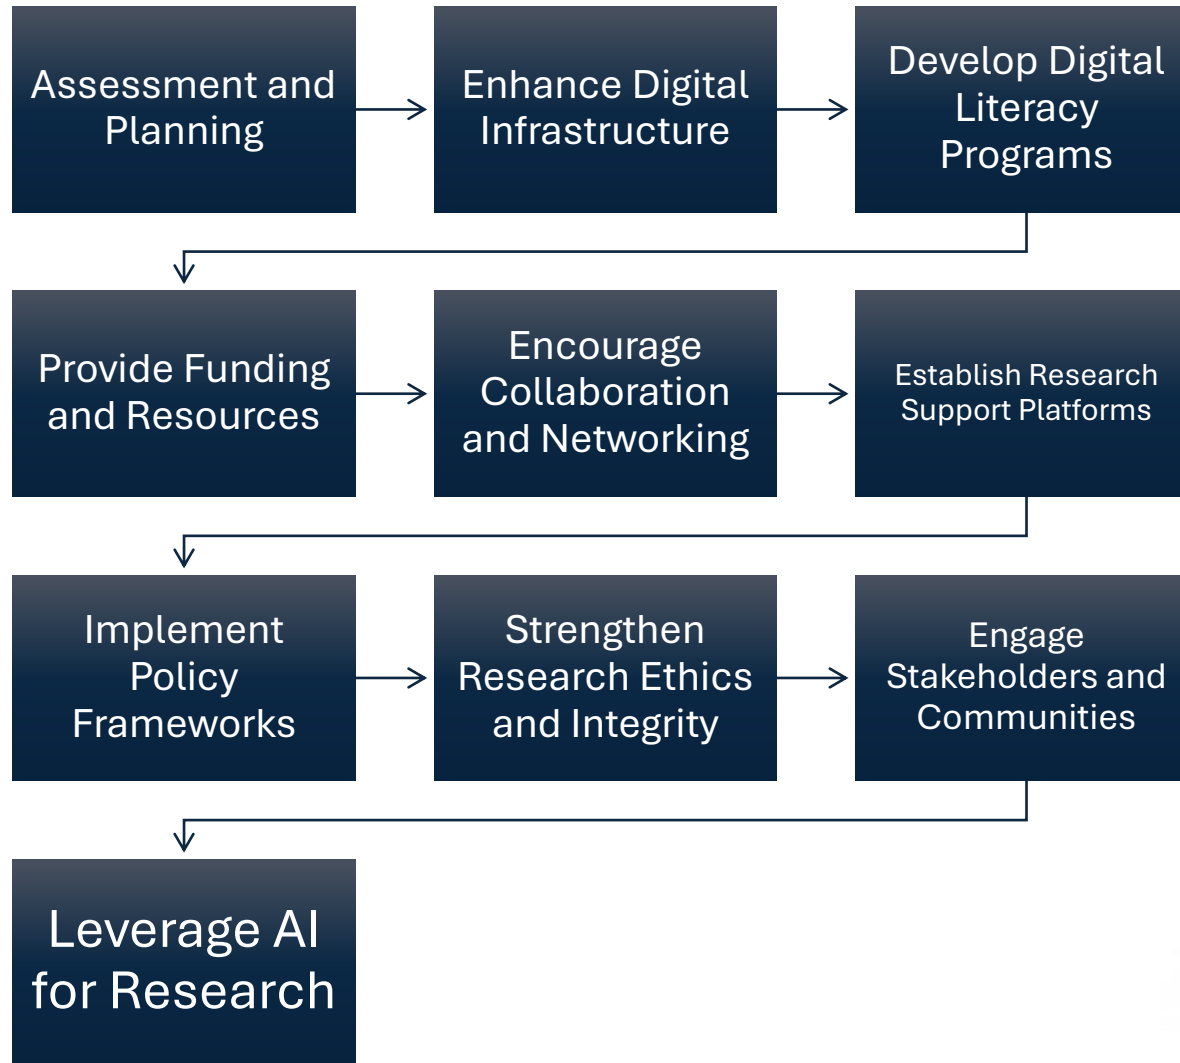 Assessment and
Planning
Enhance Digital
Infrastructure
Develop Digital
Literacy
Programs
Provide Funding
and Resources
Encourage
Collaboration
and Networking
Establish Research
Support Platforms
Implement
Policy
Frameworks
Strengthen
Research Ethics
and Integrity
Engage
Stakeholders and
Communities
Leverage AI
for Research